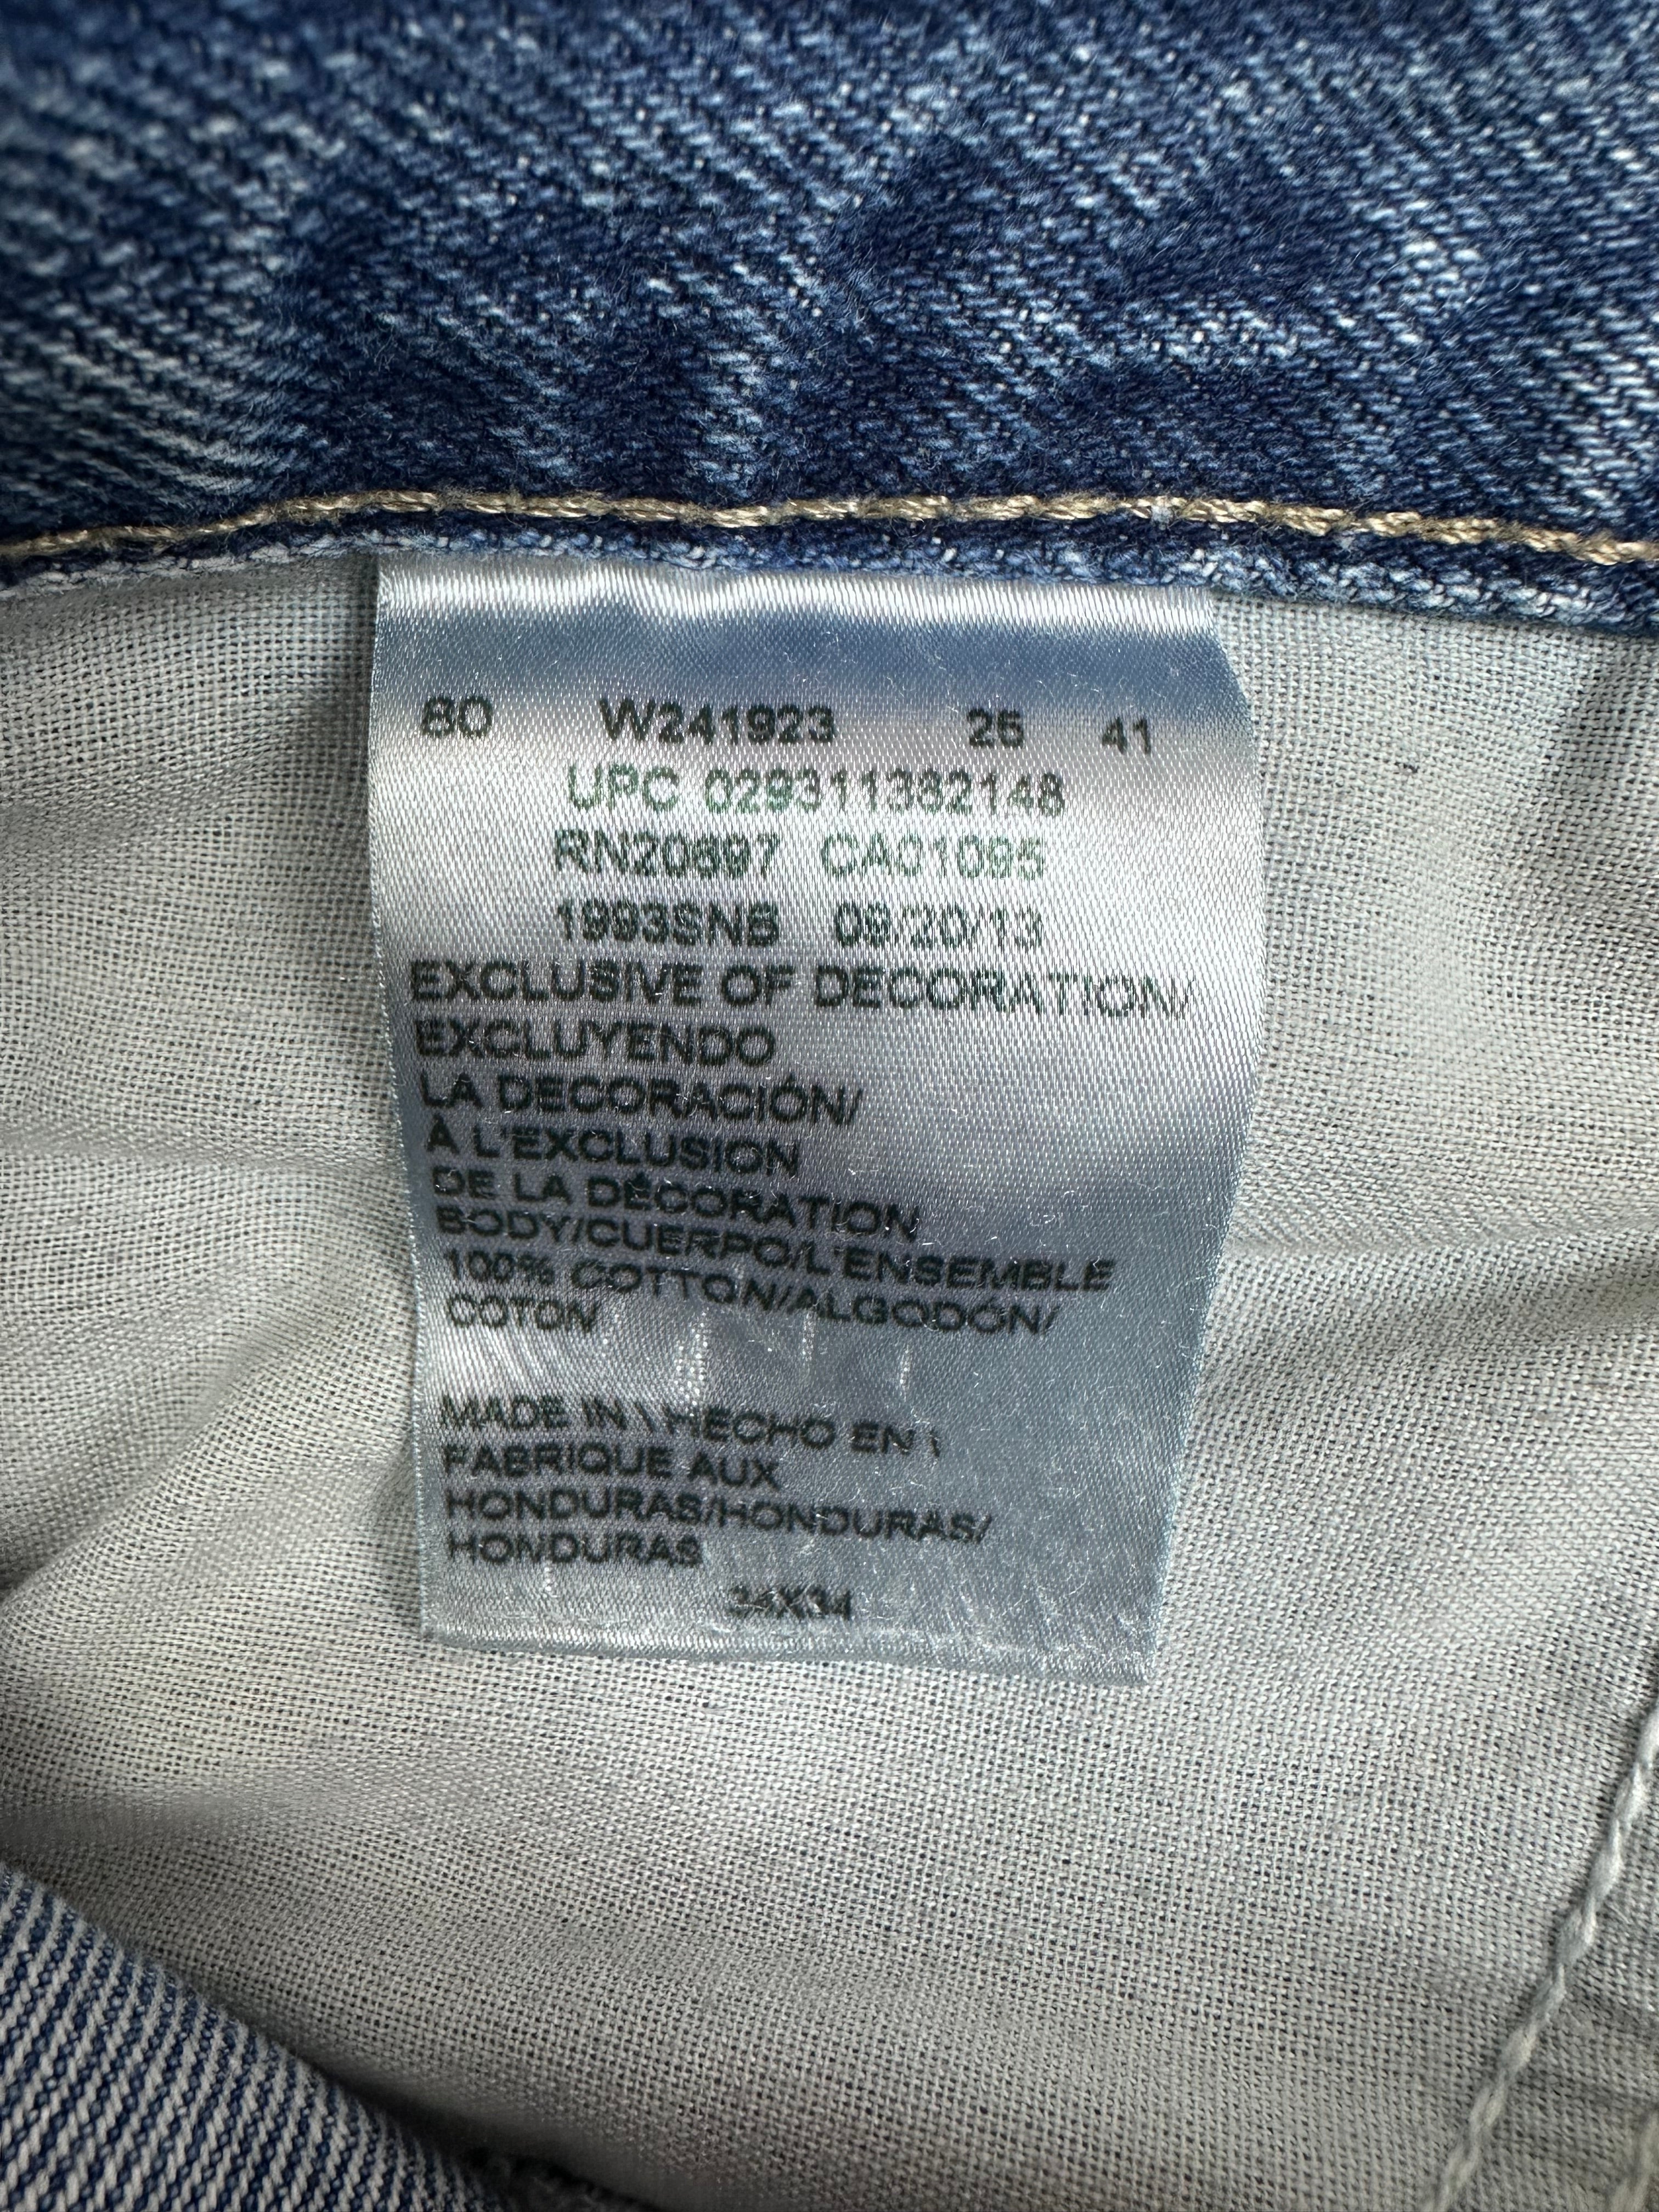 80 W241923 25 41
UPC 029311382148
RN20697 CA01095
1993SNB 09/20/13
EXCLUSIVE OF DECORATION/
EXCLUYENDO
LA DECORACIÓN/
À L'EXCLUSION
DE LA DÉCORATION
BODY/CUERPO/L'ENSEMBLE
100% COTTON/ALGODÓN/
COTON
MADE IN \ HECHO EN \
FABRIQUE AUX
HONDURAS/HONDURAS/
HONDURAS
34X34